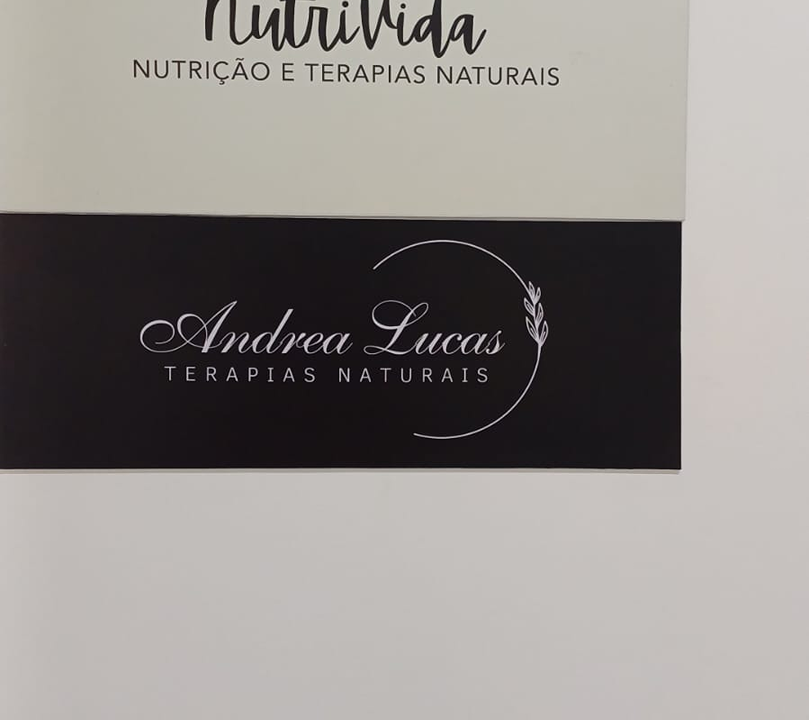 NutriVida
NUTRIÇÃO E TERAPIAS NATURAIS
Andrea Lucas
TERAPIAS NATURAIS